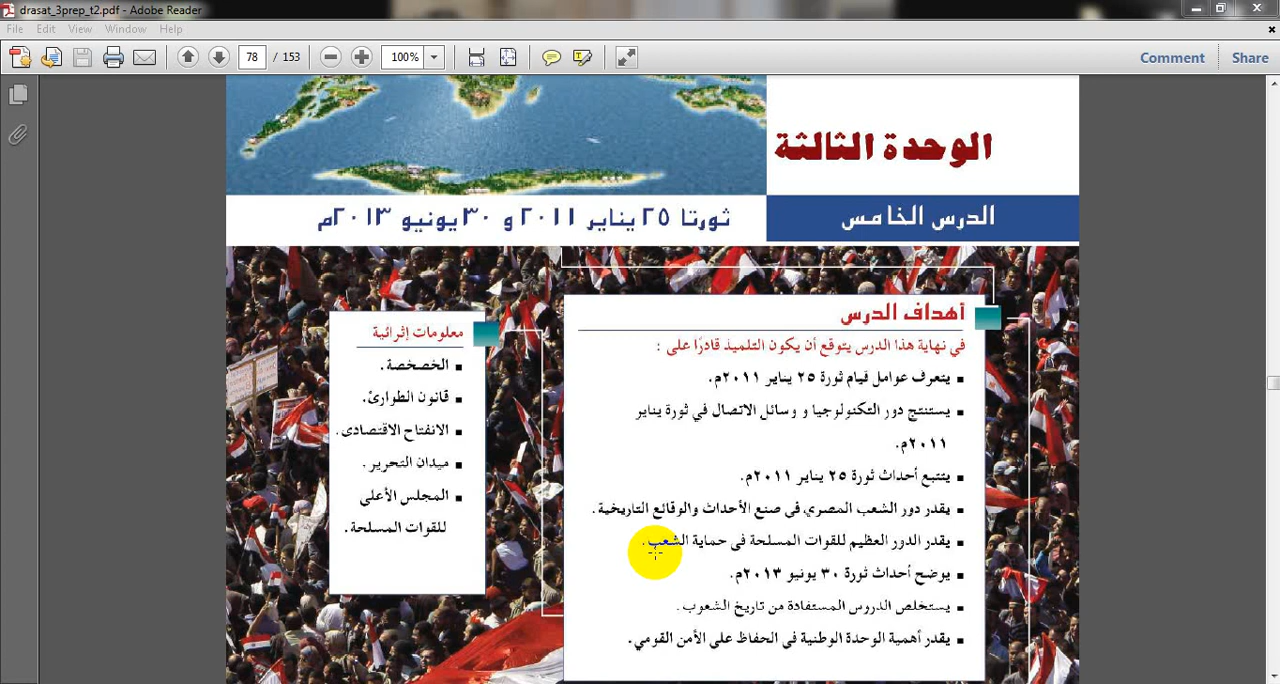 drasat_3prep_t2.pdf - Adobe Reader
File Edit View Window Help
78 / 153 100% Comment Share
الوحدة الثالثة
الدرس الخامس
ثورتا ٢٥ يناير ٢٠١١ و ٣٠ يونيو ٢٠١٣م
أهداف الدرس
في نهاية هذا الدرس يتوقع أن يكون التلميذ قادرًا على :
▪ يتعرف عوامل قيام ثورة ٢٥ يناير ٢٠١١م.
▪ يستنتج دور التكنولوجيا و وسائل الاتصال في ثورة يناير
٢٠١١م.
▪ يتتبع أحداث ثورة ٢٥ يناير ٢٠١١م.
▪ يقدر دور الشعب المصري فى صنع الأحداث والوقائع التاريخية.
▪ يقدر الدور العظيم للقوات المسلحة فى حماية الشعب.
▪ يوضح أحداث ثورة ٣٠ يونيو ٢٠١٣م.
▪ يستخلص الدروس المستفادة من تاريخ الشعوب.
▪ يقدر أهمية الوحدة الوطنية في الحفاظ على الأمن القومي.
معلومات إثرائية
▪ الخصخصة.
▪ قانون الطوارئ.
▪ الانفتاح الاقتصادى.
▪ ميدان التحرير.
▪ المجلس الأعلى
للقوات المسلحة.